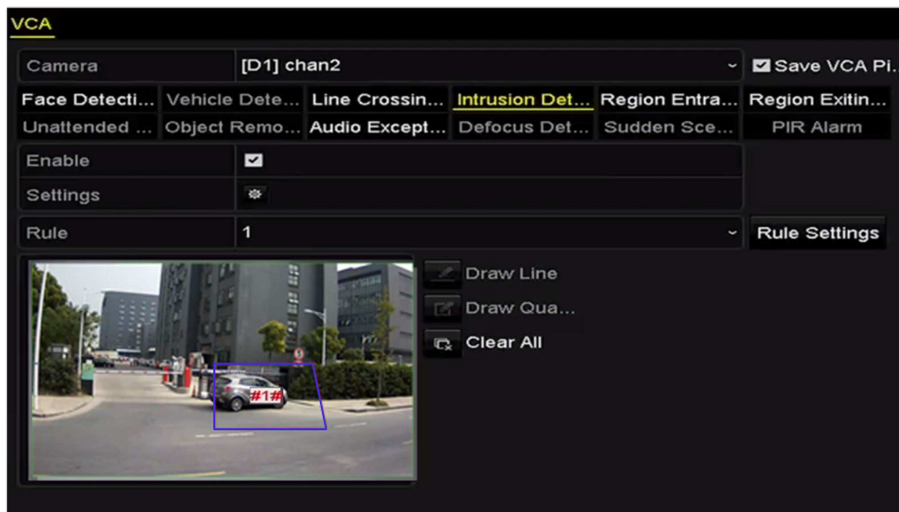 VCA
Camera [D1] chan2 Save VCA Pi.
Face Detecti... Vehicle Dete... Line Crossin... Intrusion Det... Region Entra... Region Exitin...
Unattended ... Object Remo... Audio Except... Defocus Det... Sudden Sce... PIR Alarm
Enable
Settings
Rule 1 Rule Settings
Draw Line
Draw Qua...
Clear All
#1#